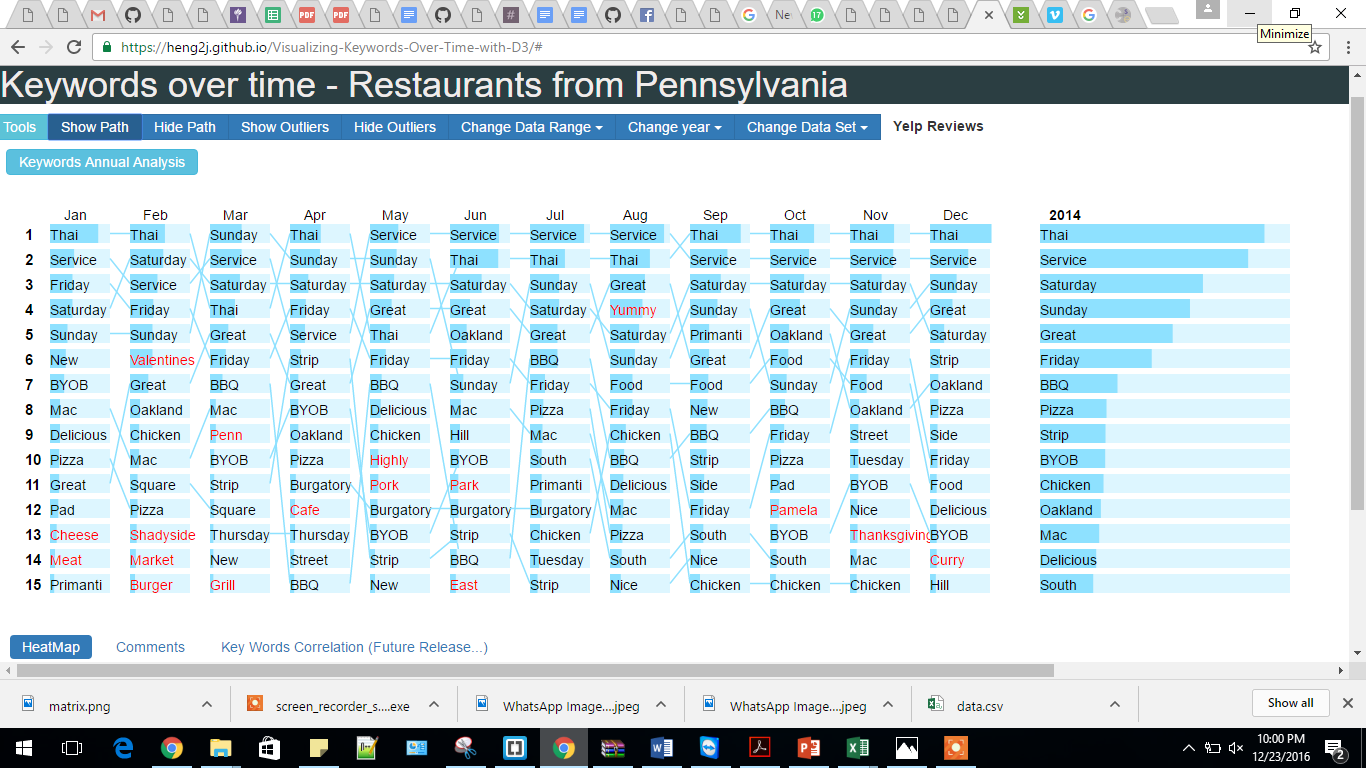 Ne
17
Minimize
https://heng2j.github.io/Visualizing-Keywords-Over-Time-with-D3/#
Keywords over time - Restaurants from Pennsylvania
Tools Show Path Hide Path Show Outliers Hide Outliers Change Data Range Change year Change Data Set Yelp Reviews
Keywords Annual Analysis
Jan Feb Mar Apr May Jun Jul Aug Sep Oct Nov Dec 2014
1 Thai Thai Sunday Thai Service Service Service Service Thai Thai Thai Thai Thai
2 Service Saturday Service Sunday Sunday Thai Thai Thai Service Service Service Service Service
3 Friday Service Saturday Saturday Saturday Saturday Sunday Great Saturday Saturday Saturday Sunday Saturday
4 Saturday Friday Thai Friday Great Great Saturday Yummy Sunday Great Sunday Great Sunday
5 Sunday Sunday Great Service Thai Oakland Great Saturday Primanti Oakland Great Saturday Great
6 New Valentines Friday Strip Friday Friday BBQ Sunday Great Food Friday Strip Friday
7 BYOB Great BBQ Great BBQ Sunday Friday Food Food Sunday Food Oakland BBQ
8 Mac Oakland Mac BYOB Delicious Mac Pizza Friday New BBQ Oakland Pizza Pizza
9 Delicious Chicken Penn Oakland Chicken Hill Mac Chicken BBQ Friday Street Side Strip
10 Pizza Mac BYOB Pizza Highly BYOB South BBQ Strip Pizza Tuesday Friday BYOB
11 Great Square Strip Burgatory Pork Park Primanti Delicious Side Pad BYOB Food Chicken
12 Pad Pizza Square Cafe Burgatory Burgatory Burgatory Mac Friday Pamela Nice Delicious Oakland
13 Cheese Shadyside Thursday Thursday BYOB Strip Chicken Pizza South BYOB Thanksgiving BYOB Mac
14 Meat Market New Street Strip BBQ Tuesday South Nice South Mac Curry Delicious
15 Primanti Burger Grill BBQ New East Strip Nice Chicken Chicken Chicken Hill South
HeatMap Comments Key Words Correlation (Future Release...)
matrix.png screen_recorder_s....exe WhatsApp Image....jpeg WhatsApp Image....jpeg data.csv Show all
10:00 PM
12/23/2016
2